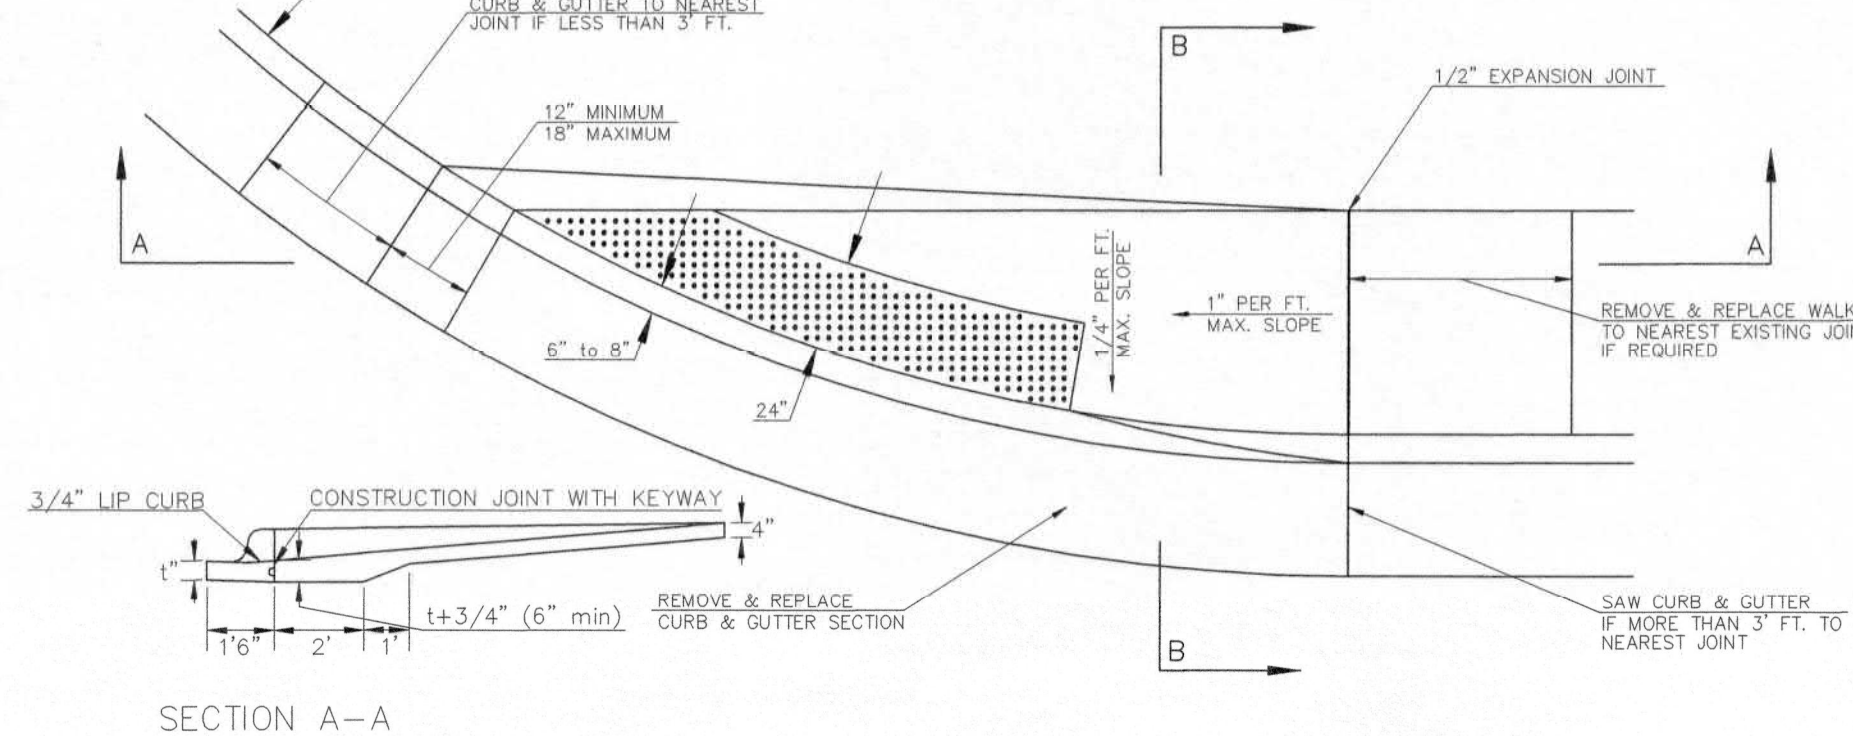 CURB & GUTTER TO NEAREST
JOINT IF LESS THAN 3' FT.
B
1/2" EXPANSION JOINT
12" MINIMUM
18" MAXIMUM
A
A
1/4" PER FT.
MAX. SLOPE
1" PER FT.
MAX. SLOPE
REMOVE & REPLACE WALK
TO NEAREST EXISTING
IF REQUIRED
6" to 8"
24"
3/4" LIP CURB
CONSTRUCTION JOINT WITH KEYWAY
4"
t"
t+3/4" (6" min)
1'6"
2'
1'
REMOVE & REPLACE
CURB & GUTTER SECTION
SAW CURB & GUTTER
IF MORE THAN 3' FT. TO
NEAREST JOINT
B
SECTION A-A